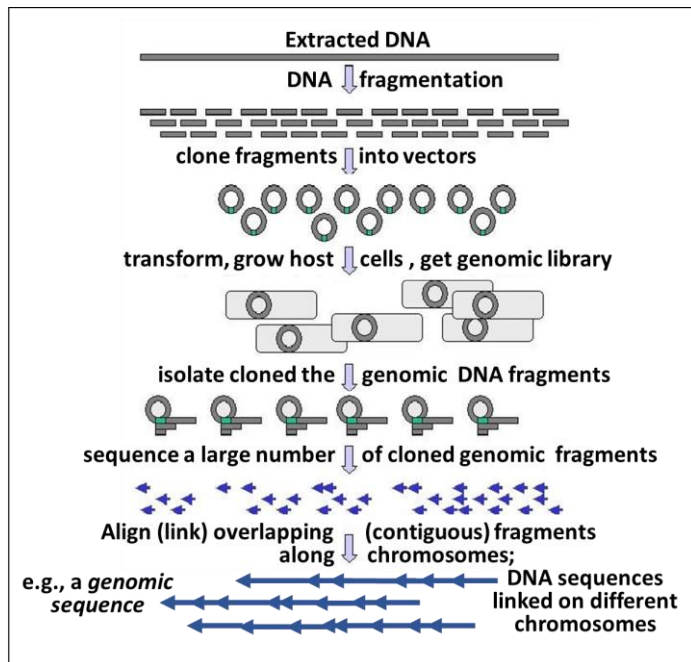 Extracted DNA
DNA fragmentation
clone fragments into vectors
transform, grow host cells , get genomic library
isolate cloned the genomic DNA fragments
sequence a large number of cloned genomic fragments
Align (link) overlapping (contiguous) fragments
along chromosomes;
e.g., a genomic
sequence
DNA sequences
linked on different
chromosomes